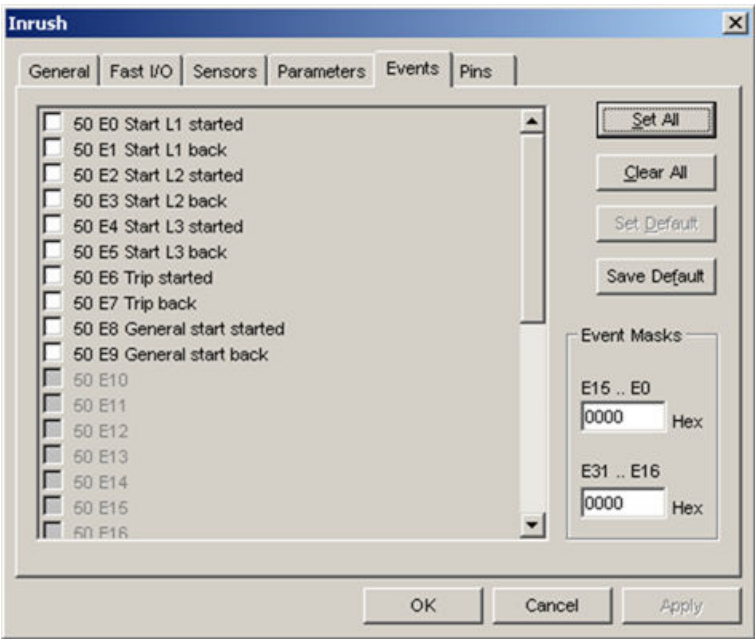 Inrush
General Fast I/O Sensors Parameters Events Pins
50 E0 Start L1 started
50 E1 Start L1 back
50 E2 Start L2 started
50 E3 Start L2 back
50 E4 Start L3 started
50 E5 Start L3 back
50 E6 Trip started
50 E7 Trip back
50 E8 General start started
50 E9 General start back
50 E10
50 E11
50 E12
50 E13
50 E14
50 E15
50 E16
Set All
Clear All
Set Default
Save Default
Event Masks
E15 .. E0
0000 Hex
E31 .. E16
0000 Hex
OK Cancel Apply